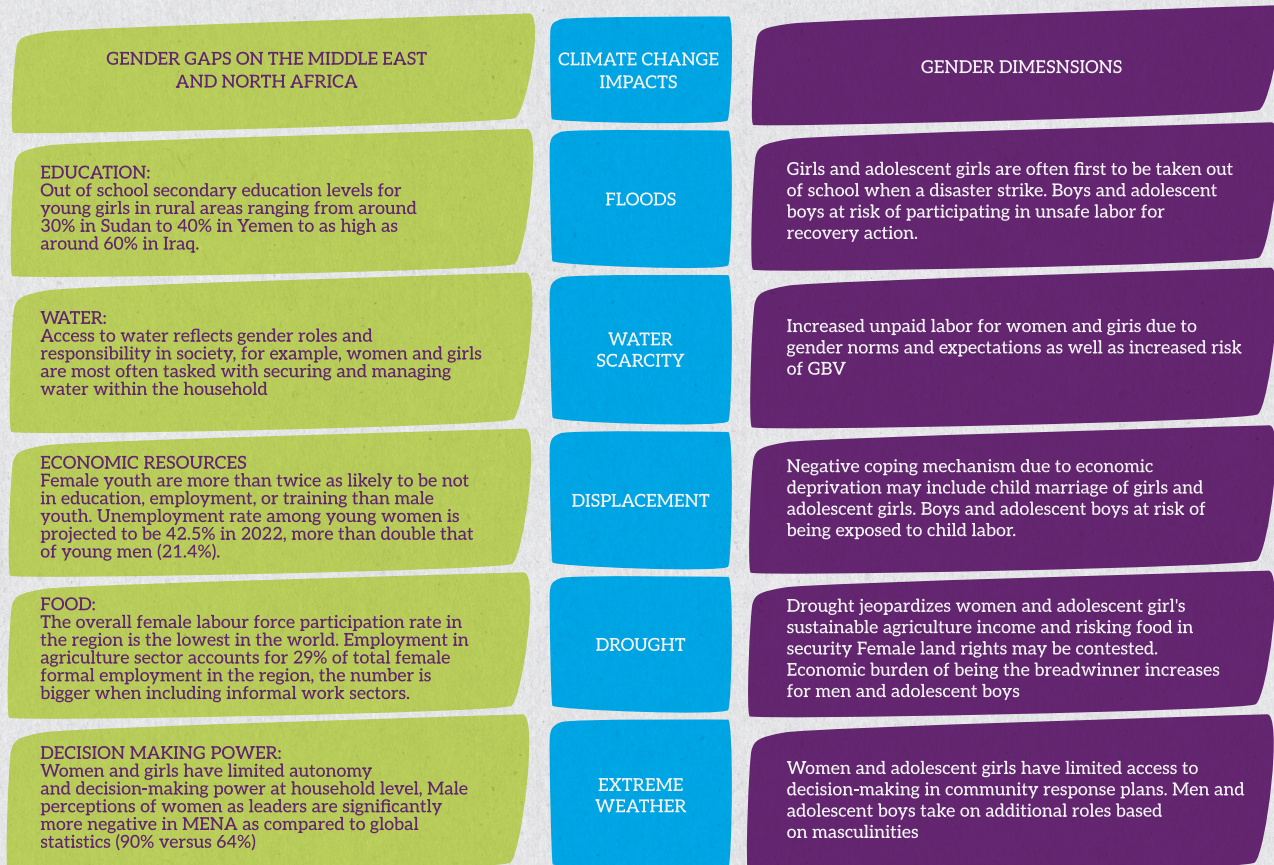 GENDER GAPS ON THE MIDDLE EAST
AND NORTH AFRICA
CLIMATE CHANGE
IMPACTS
GENDER DIMESNSIONS
EDUCATION:
Out of school secondary education levels for
young girls in rural areas ranging from around
30% in Sudan to 40% in Yemen to as high as
around 60% in Iraq.
FLOODS
Girls and adolescent girls are often first to be taken out
of school when a disaster strike. Boys and adolescent
boys at risk of participating in unsafe labor for
recovery action.
WATER:
Access to water reflects gender roles and
responsibility in society, for example, women and girls
are most often tasked with securing and managing
water within the household
WATER
SCARCITY
Increased unpaid labor for women and giris due to
gender norms and expectations as well as increased risk
of GBV
ECONOMIC RESOURCES
Female youth are more than twice as likely to be not
in education, employment, or training than male
youth. Unemployment rate among young women is
projected to be 42.5% in 2022, more than double that
of young men (21.4%).
DISPLACEMENT
Negative coping mechanism due to economic
deprivation may include child marriage of girls and
adolescent girls. Boys and adolescent boys at risk of
being exposed to child labor.
FOOD:
The overall female labour force participation rate in
the region is the lowest in the world. Employment in
agriculture sector accounts for 29% of total female
formal employment in the region, the number is
bigger when including informal work sectors.
DROUGHT
Drought jeopardizes women and adolescent girl's
sustainable agriculture income and risking food in
security Female land rights may be contested.
Economic burden of being the breadwinner increases
for men and adolescent boys
DECISION MAKING POWER:
Women and girls have limited autonomy
and decision-making power at household level, Male
perceptions of women as leaders are significantly
more negative in MENA as compared to global
statistics (90% versus 64%)
EXTREME
WEATHER
Women and adolescent girls have limited access to
decision-making in community response plans. Men and
adolescent boys take on additional roles based
on masculinities